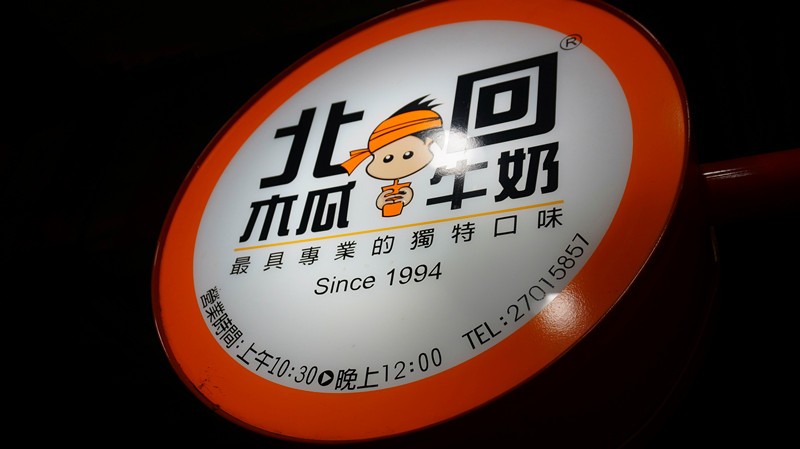 北回®
木瓜牛奶
最具專業的獨特口味
Since 1994
營業時間:上午10:30▶晚上12:00
TEL:27015857